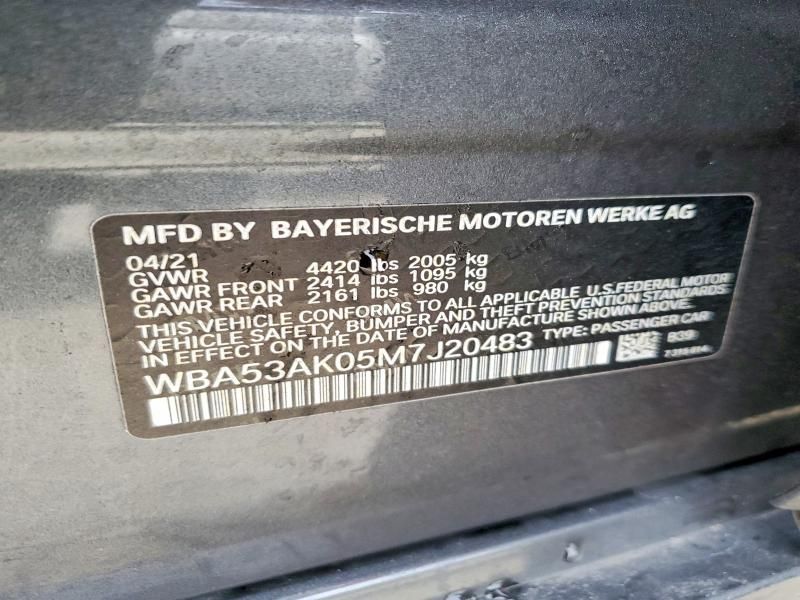 MFD BY BAYERISCHE MOTOREN WERKE AG
04/21
GVWR 4420 lbs 2005 kg
GAWR FRONT 2414 lbs 1095 kg
GAWR REAR 2161 lbs 980 kg
THIS VEHICLE CONFORMS TO ALL APPLICABLE U.S.FEDERAL MOTOR
VEHICLE SAFETY, BUMPER AND THEFT PREVENTION STANDARDS
IN EFFECT ON THE DATE OF MANUFACTURE SHOWN ABOVE.
WBA53AK05M7J20483 TYPE: PASSENGER CAR
B39